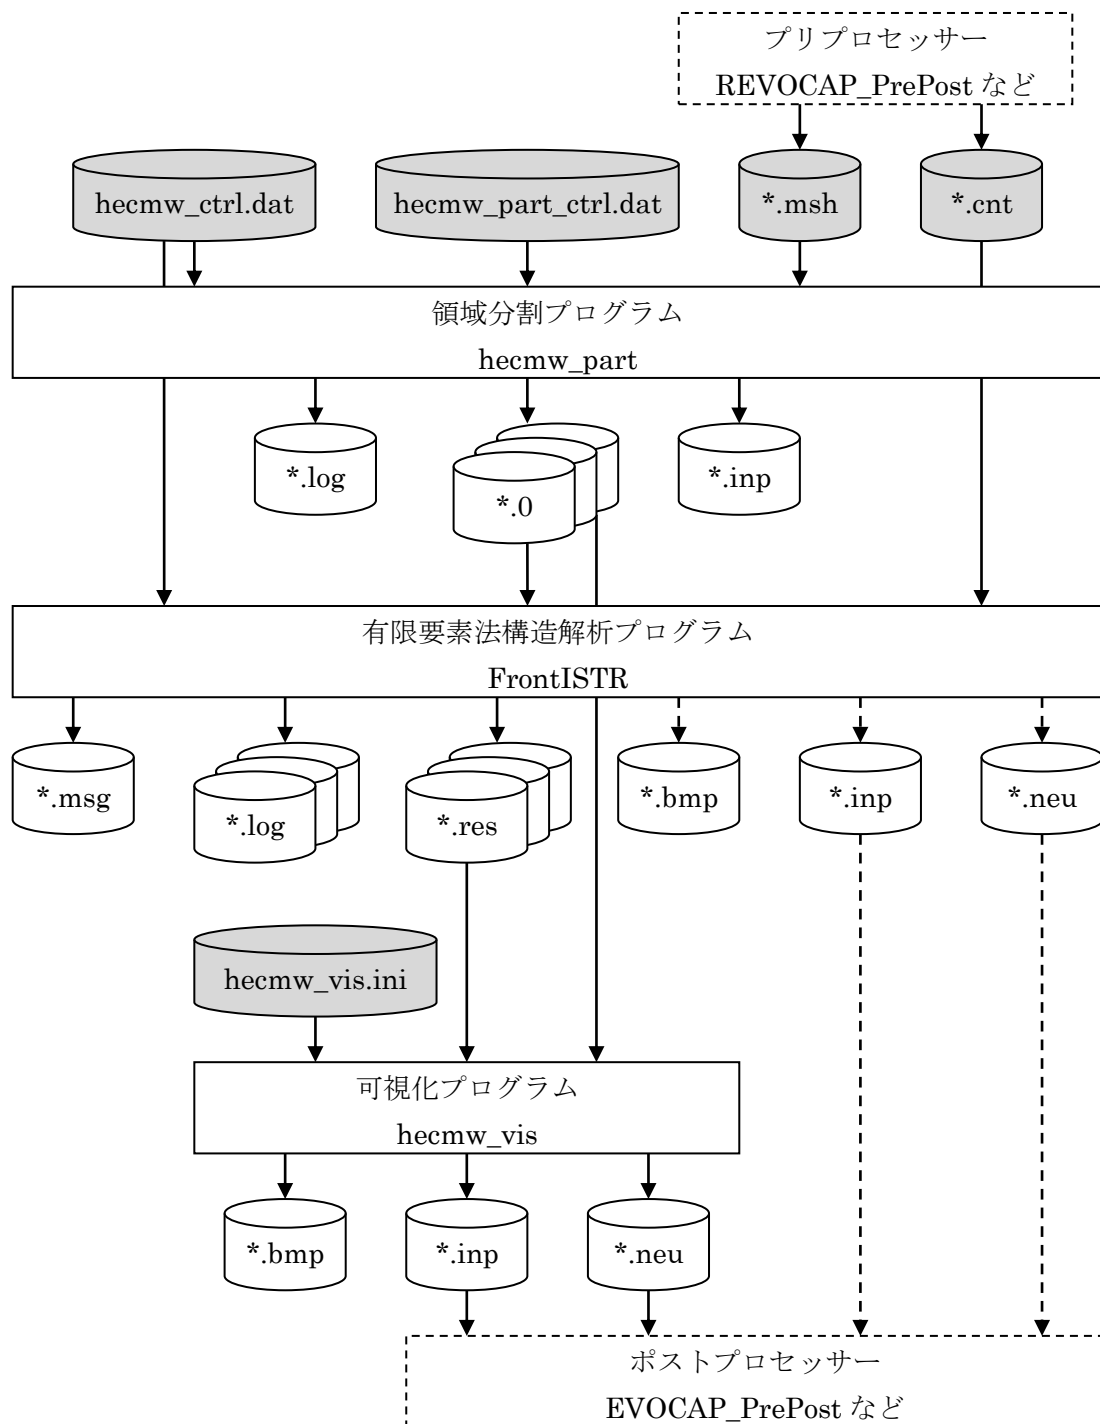 プリプロセッサー
REVOCAP_PrePost など
hecmw_ctrl.dat
hecmw_part_ctrl.dat
*.msh
*.cnt
領域分割プログラム
hecmw_part
*.log
*.0
*.inp
有限要素法構造解析プログラム
FrontISTR
*.msg
*.log
*.res
*.bmp
*.inp
*.neu
hecmw_vis.ini
可視化プログラム
hecmw_vis
*.bmp
*.inp
*.neu
ポストプロセッサー
EVOCAP_PrePost など